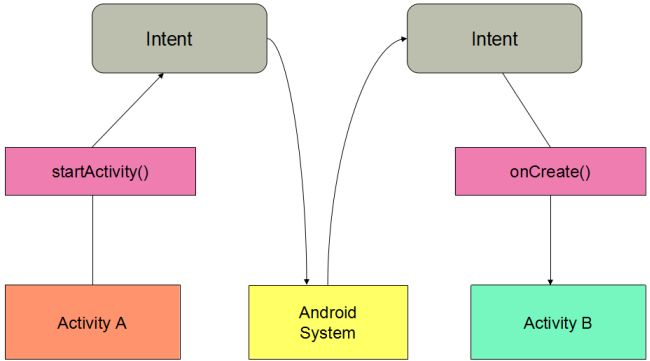 Intent
Intent
startActivity()
onCreate()
Activity A
Android
System
Activity B